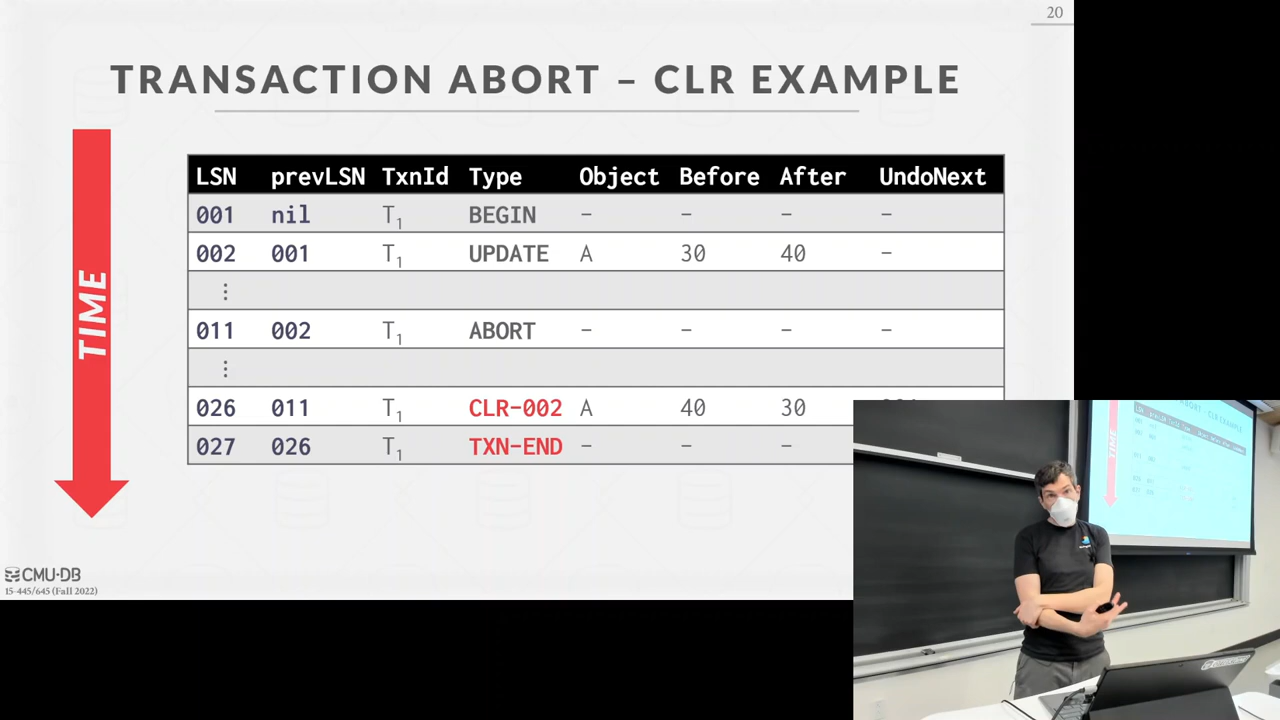 20
TRANSACTION ABORT – CLR EXAMPLE
TIME
LSN prevLSN TxnId Type Object Before After UndoNext
001 nil T1 BEGIN - - - -
002 001 T1 UPDATE A 30 40 -
⋮
011 002 T1 ABORT - - - -
⋮
026 011 T1 CLR-002 A 40 30
027 026 T1 TXN-END - - -
CMU·DB
15-445/645 (Fall 2022)